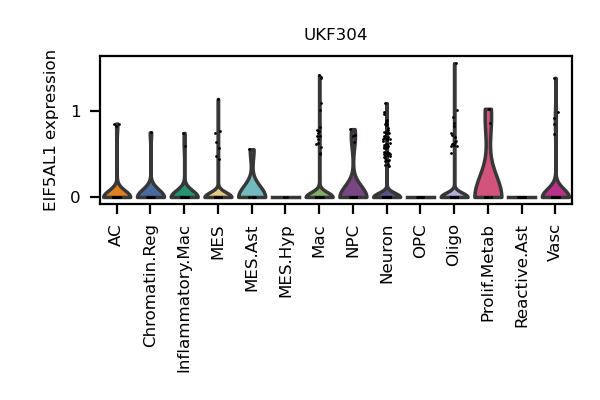 UKF304
EIF5AL1 expression
1
0
AC
Chromatin.Reg
Inflammatory.Mac
MES
MES.Ast
MES.Hyp
Mac
NPC
Neuron
OPC
Oligo
Prolif.Metab
Reactive.Ast
Vasc